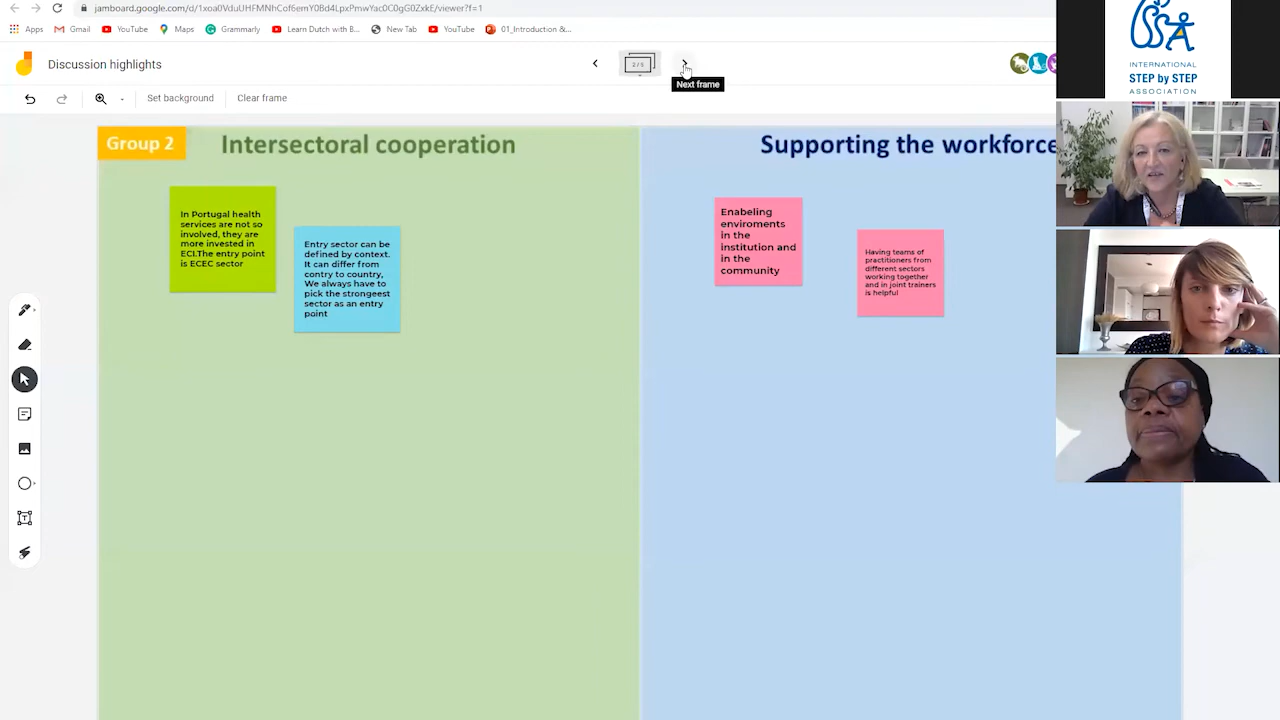 jamboard.google.com/d/1xoa0VduUHFMNhCof6emY0Bd4LpxPmwYac0C0gG0ZxkE/viewer?f=1
Apps
Gmail
YouTube
Maps
Grammarly
Learn Dutch with B...
New Tab
YouTube
01_Introduction &...
Discussion highlights
2 / 5
Next frame
Set background
Clear frame
INTERNATIONAL
STEP by STEP
ASSOCIATION
Group 2
Intersectoral cooperation
In Portugal health
services are not so
involved, they are
more invested in
ECI.The entry point
is ECEC sector
Entry sector can be
defined by context.
It can differ from
contry to country,
We always have to
pick the strongeest
sector as an entry
point
Supporting the workforce
Enabeling
enviroments
in the
institution and
in the
community
Having teams of
practitioners from
different sectors
working together
and in joint trainers
is helpful